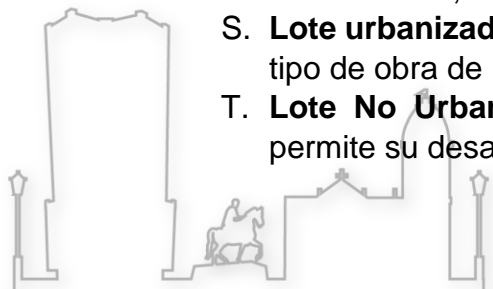 S. Lote urbanizad
tipo de obra de
T. Lote No Urban
permite su desa